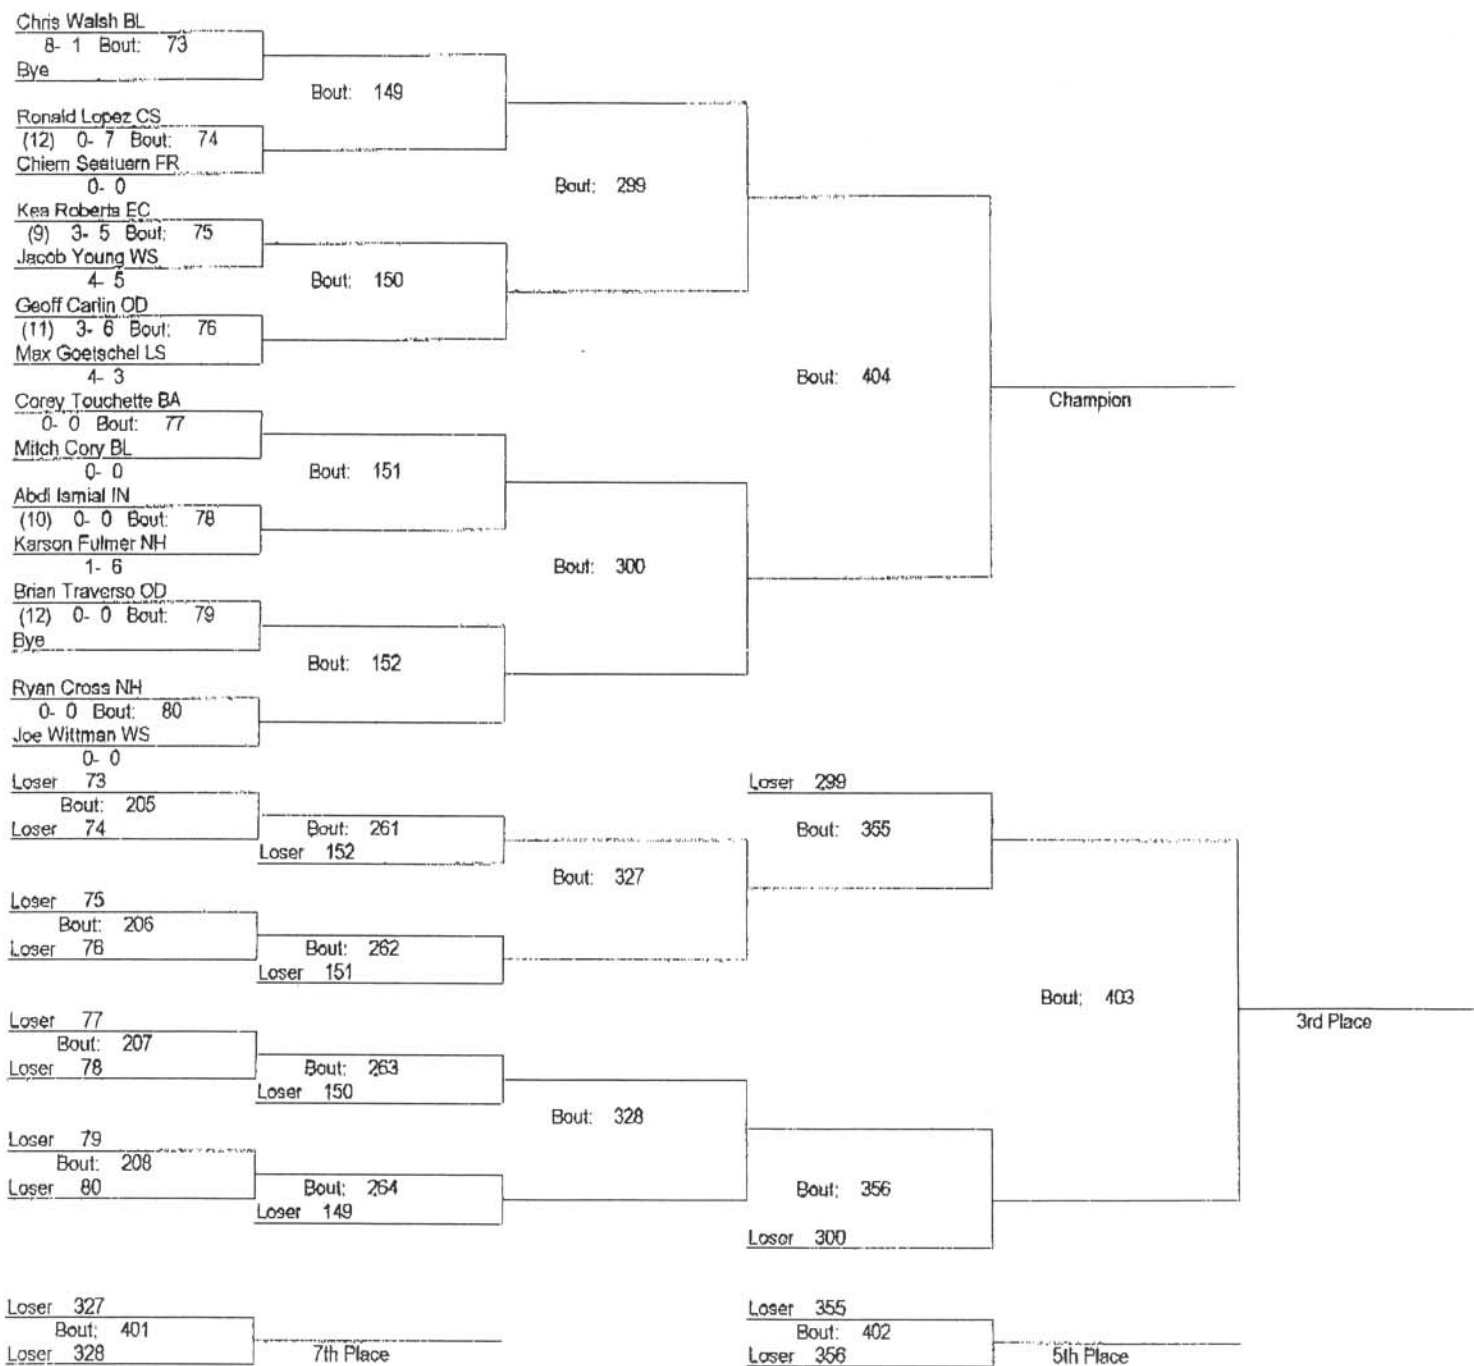 Chris Walsh BL
8- 1 Bout: 73
Bye
Bout: 149
Ronald Lopez CS
(12) 0- 7 Bout: 74
Chiem Seatuern FR
0- 0
Bout: 299
Kea Roberts EC
(9) 3- 5 Bout: 75
Jacob Young WS
4- 5
Bout: 150
Geoff Carlin OD
(11) 3- 6 Bout: 76
Max Goetschel LS
4- 3
Bout: 404
Champion
Corey Touchette BA
0- 0 Bout: 77
Mitch Cory BL
0- 0
Bout: 151
Abdi Ismial IN
(10) 0- 0 Bout: 78
Karson Fulmer NH
1- 6
Bout: 300
Brian Traverso OD
(12) 0- 0 Bout: 79
Bye
Bout: 152
Ryan Cross NH
0- 0 Bout: 80
Joe Wittman WS
0- 0
Loser 73
Bout: 205
Loser 74
Bout: 261
Loser 152
Loser 299
Bout: 355
Bout: 327
Loser 75
Bout: 206
Loser 76
Bout: 262
Loser 151
Bout: 403
3rd Place
Loser 77
Bout: 207
Loser 78
Bout: 263
Loser 150
Bout: 328
Loser 79
Bout: 208
Loser 80
Bout: 264
Loser 149
Bout: 356
Loser 300
Loser 327
Bout: 401
Loser 328
7th Place
Loser 355
Bout: 402
Loser 356
5th Place